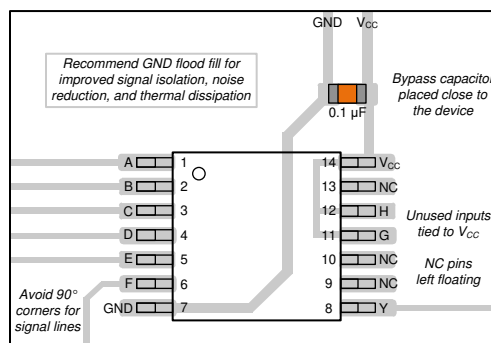 GND VCC
Recommend GND flood fill for
improved signal isolation, noise
reduction, and thermal dissipation
Bypass capacitor
placed close to
the device
0.1 µF
A 1 14 VCC
B 2 13 NC
C 3 12 H
D 4 11 G
E 5 10 NC
F 6 9 NC
GND 7 8 Y
Unused inputs
tied to VCC
NC pins
left floating
Avoid 90°
corners for
signal lines